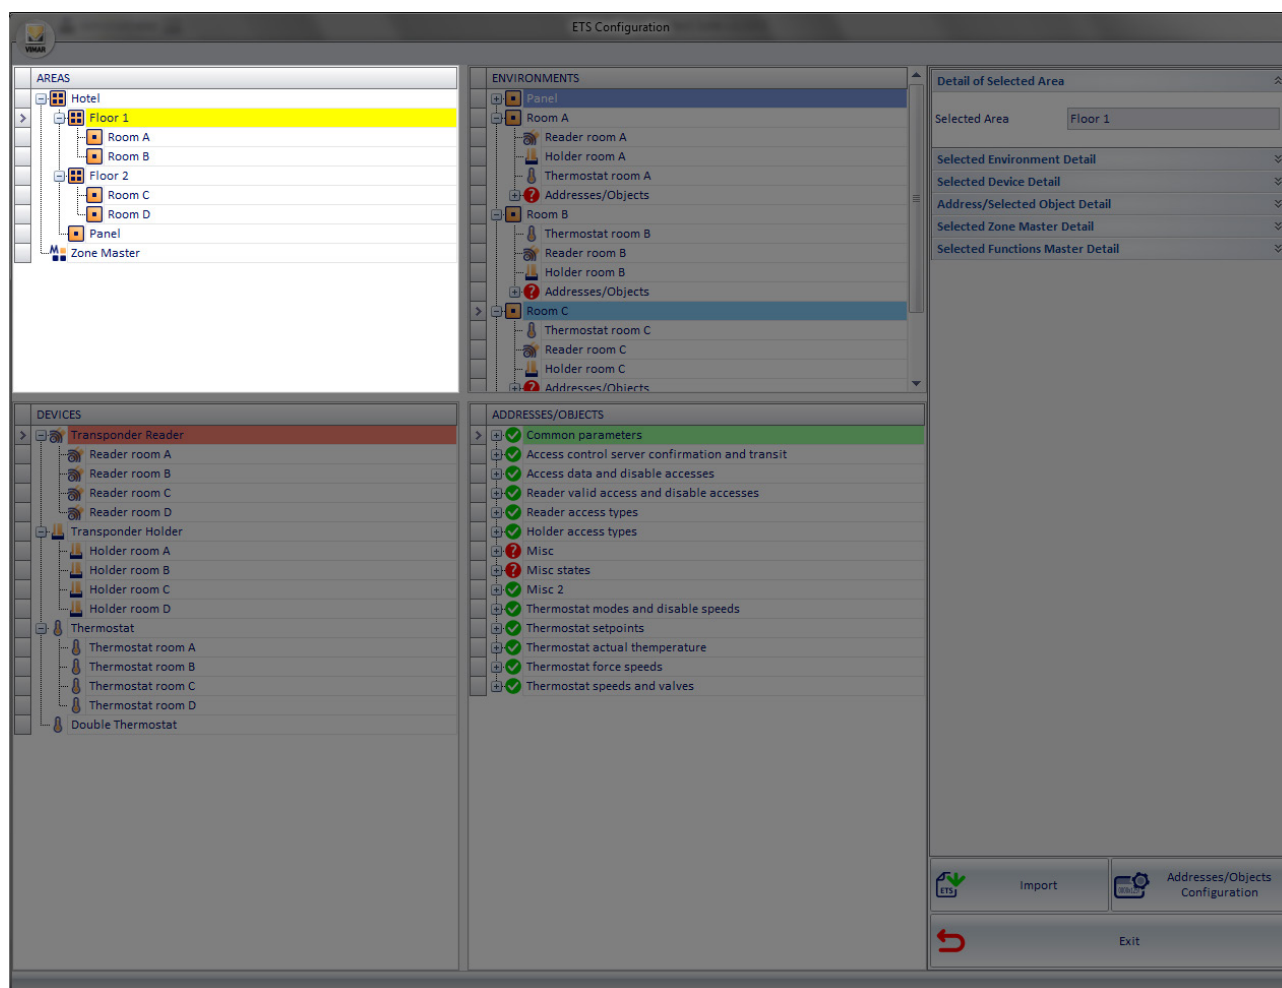 ETS Configuration
VIMAR
AREAS
Hotel
Floor 1
Room A
Room B
Floor 2
Room C
Room D
Panel
Zone Master
ENVIRONMENTS
Panel
Room A
Reader room A
Holder room A
Thermostat room A
Addresses/Objects
Room B
Thermostat room B
Reader room B
Holder room B
Addresses/Objects
Room C
Thermostat room C
Reader room C
Holder room C
Addresses/Objects
Detail of Selected Area
Selected Area Floor 1
Selected Environment Detail
Selected Device Detail
Address/Selected Object Detail
Selected Zone Master Detail
Selected Functions Master Detail
DEVICES
Transponder Reader
Reader room A
Reader room B
Reader room C
Reader room D
Transponder Holder
Holder room A
Holder room B
Holder room C
Holder room D
Thermostat
Thermostat room A
Thermostat room B
Thermostat room C
Thermostat room D
Double Thermostat
ADDRESSES/OBJECTS
Common parameters
Access control server confirmation and transit
Access data and disable accesses
Reader valid access and disable accesses
Reader access types
Holder access types
Misc
Misc states
Misc 2
Thermostat modes and disable speeds
Thermostat setpoints
Thermostat actual themperature
Thermostat force speeds
Thermostat speeds and valves
ETS
Import
Addresses/Objects
Configuration
Exit